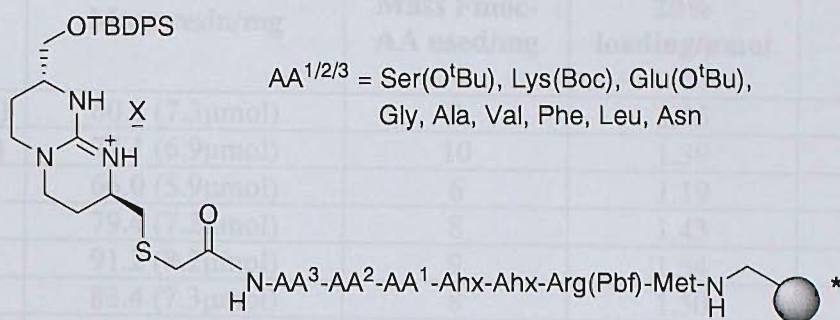 OTBDPS
AA1/2/3 = Ser(OtBu), Lys(Boc), Glu(OtBu),
Gly, Ala, Val, Phe, Leu, Asn
NH
X
N
+
NH
O
S
N-AA3-AA2-AA1-Ahx-Ahx-Arg(Pbf)-Met-N
H
H
*